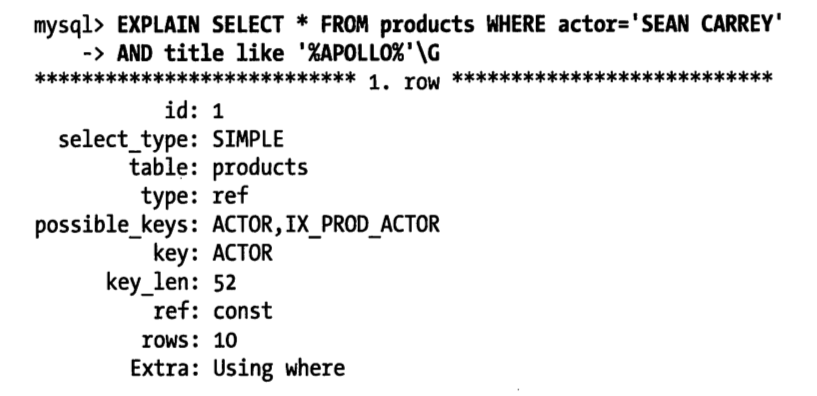 mysql> EXPLAIN SELECT * FROM products WHERE actor='SEAN CARREY'
-> AND title like '%APOLLO%'\G
*************************** 1. row ***************************
id: 1
select_type: SIMPLE
table: products
type: ref
possible_keys: ACTOR,IX_PROD_ACTOR
key: ACTOR
key_len: 52
ref: const
rows: 10
Extra: Using where